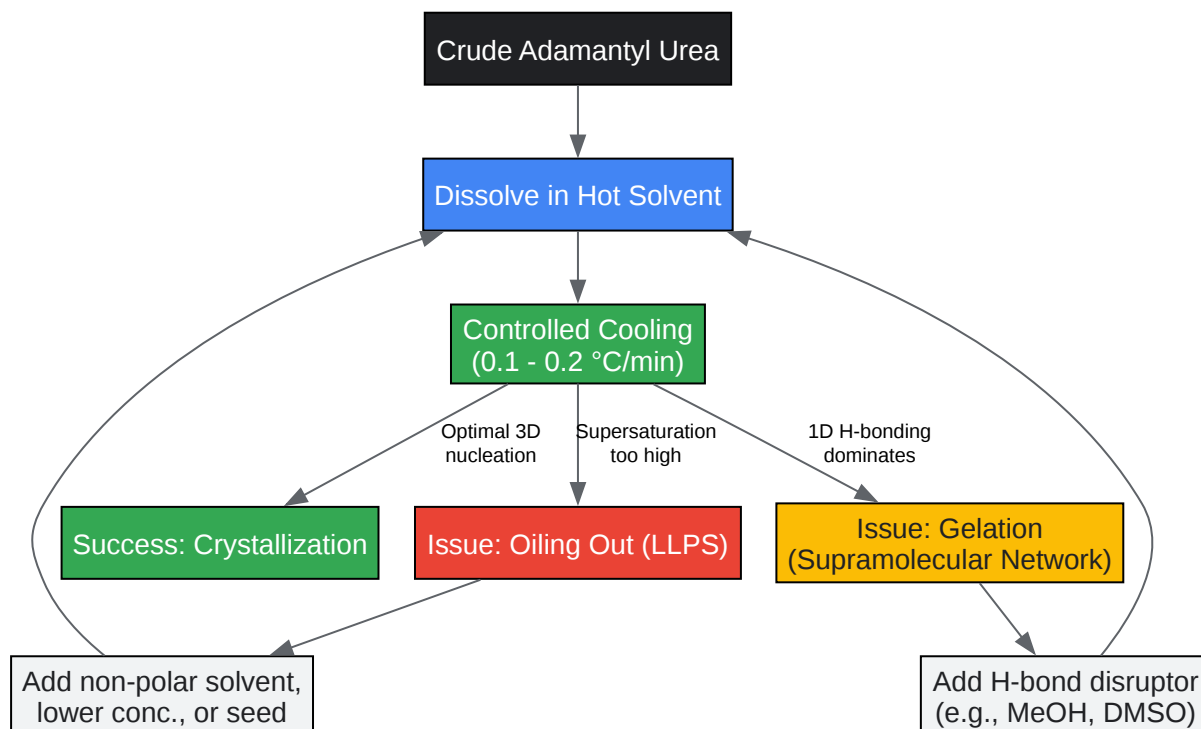 Crude Adamantyl Urea
Dissolve in Hot Solvent
Controlled Cooling
(0.1 - 0.2 °C/min)
Optimal 3D
nucleation
Supersaturation
too high
1D H-bonding
dominates
Success: Crystallization
Issue: Oiling Out (LLPS)
Issue: Gelation
(Supramolecular Network)
Add non-polar solvent,
lower conc., or seed
Add H-bond disruptor
(e.g., MeOH, DMSO)